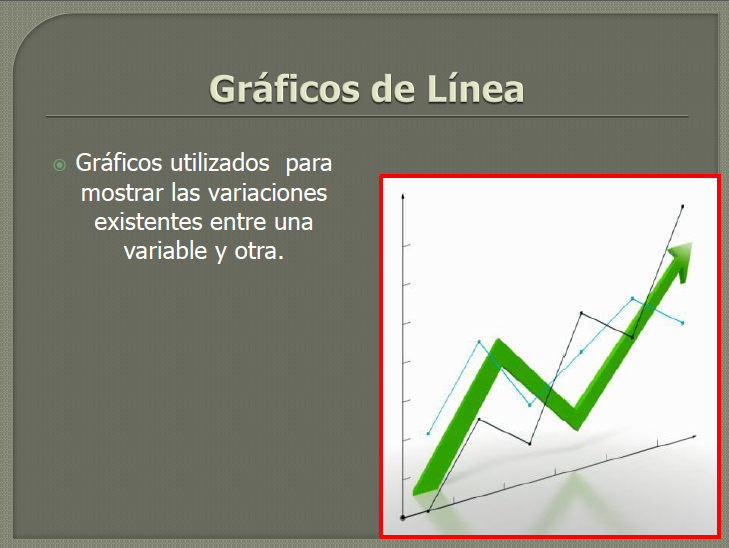 Gráficos de Línea
Gráficos utilizados para
mostrar las variaciones
existentes entre una
variable y otra.